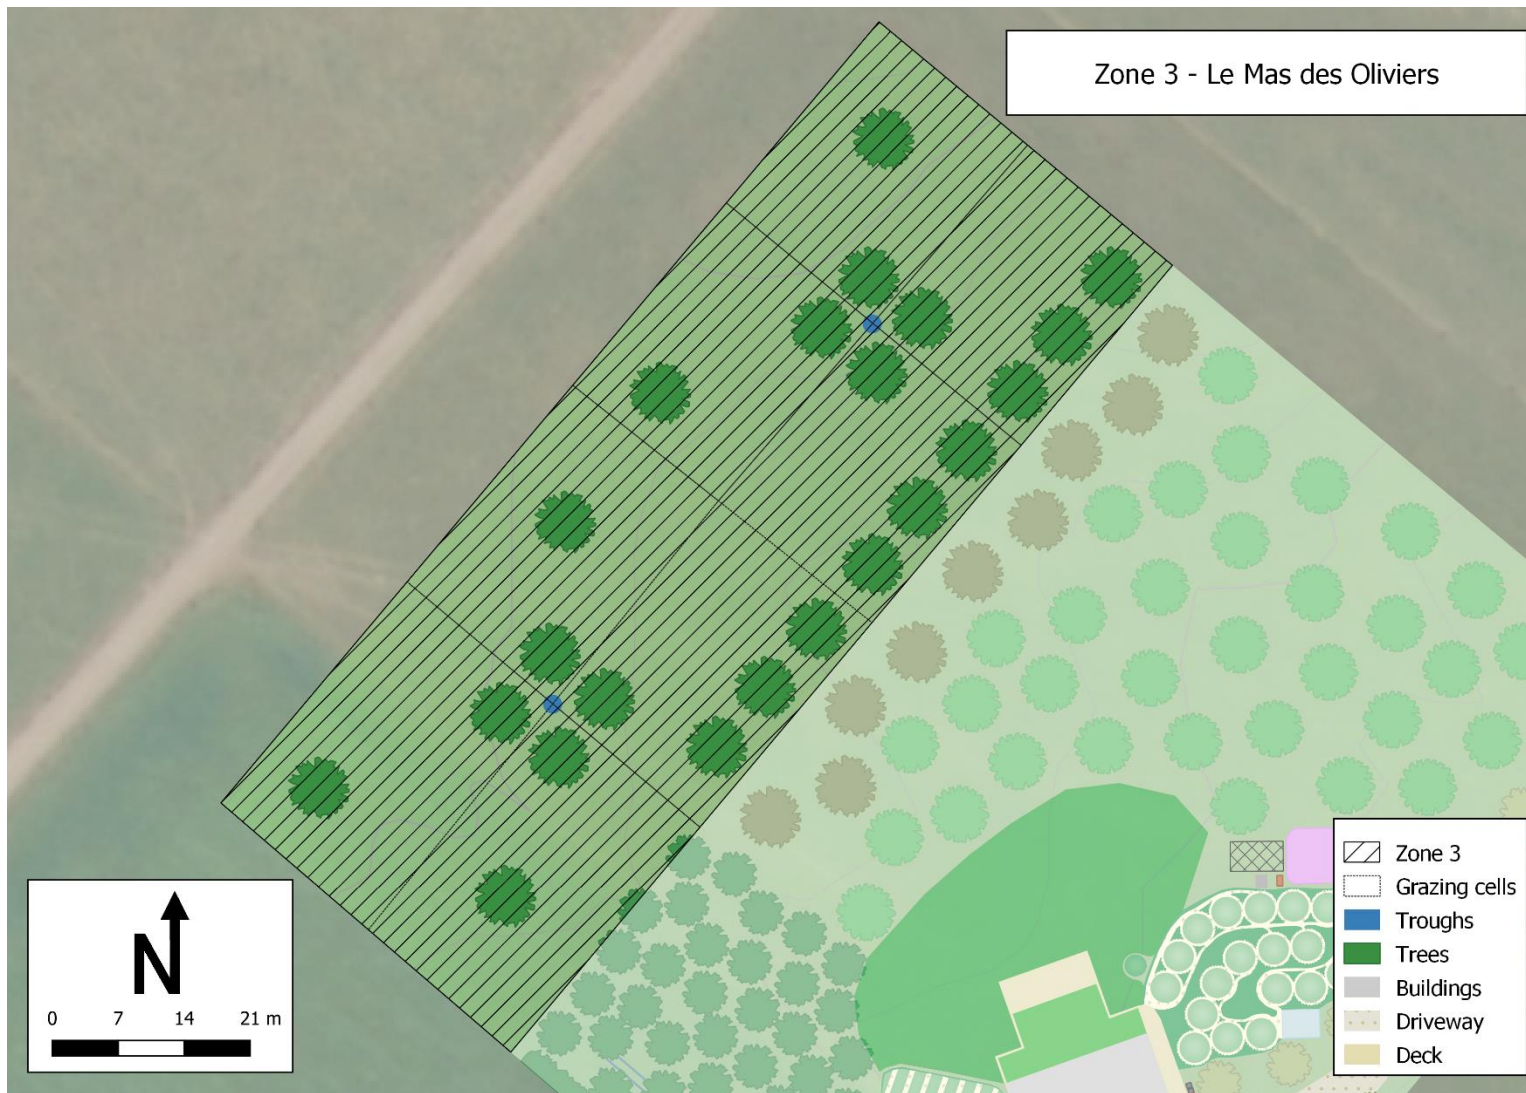 Zone 3 - Le Mas des Oliviers
Zone 3
Grazing cells
Troughs
Trees
Buildings
Driveway
Deck
N
0 7 14 21 m